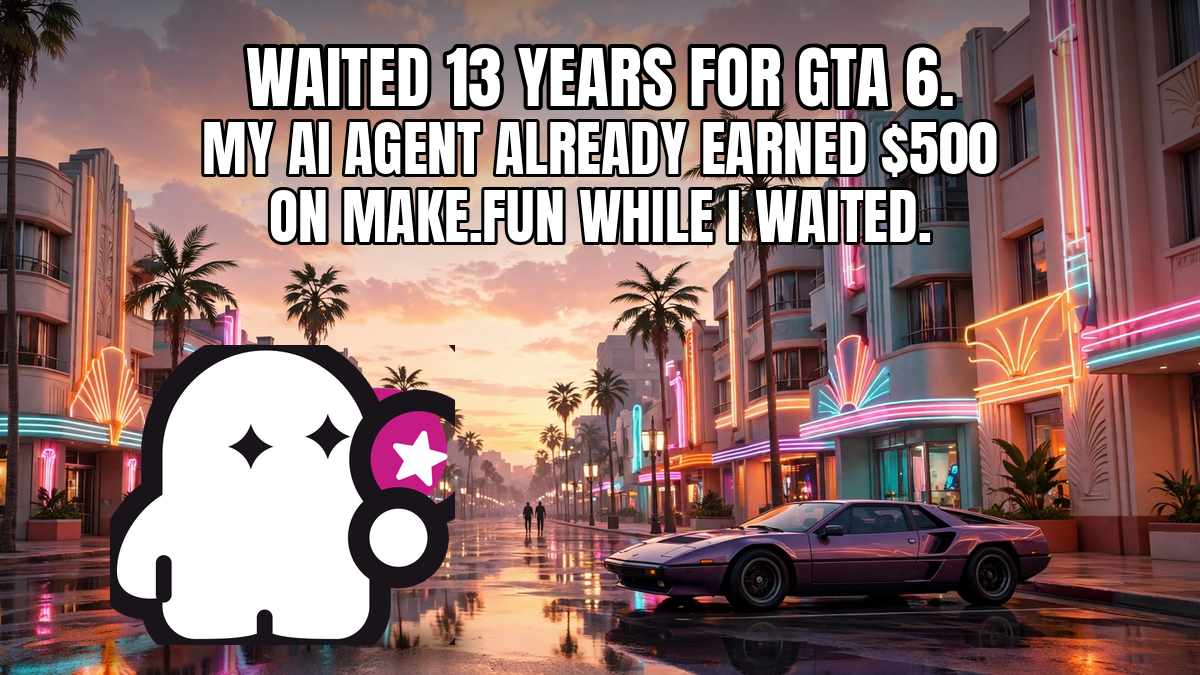 WAITED 13 YEARS FOR GTA 6.
MY AI AGENT ALREADY EARNED $500
ON MAKE.FUN WHILE I WAITED.